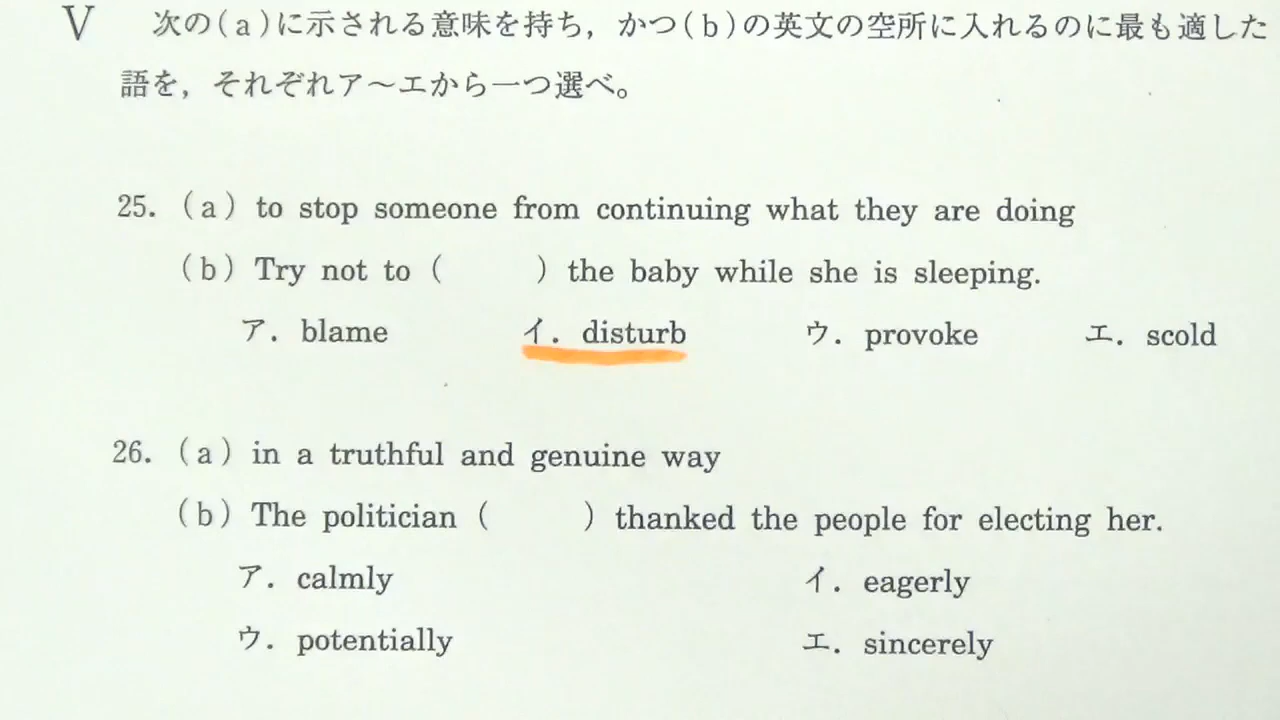 V 次の(a)に示される意味を持ち，かつ(b)の英文の空所に入れるのに最も適した
語を，それぞれア～エから一つ選べ。
25. (a) to stop someone from continuing what they are doing
(b) Try not to (　　) the baby while she is sleeping.
ア．blame イ．disturb ウ．provoke エ．scold
26. (a) in a truthful and genuine way
(b) The politician (　　) thanked the people for electing her.
ア．calmly イ．eagerly
ウ．potentially エ．sincerely